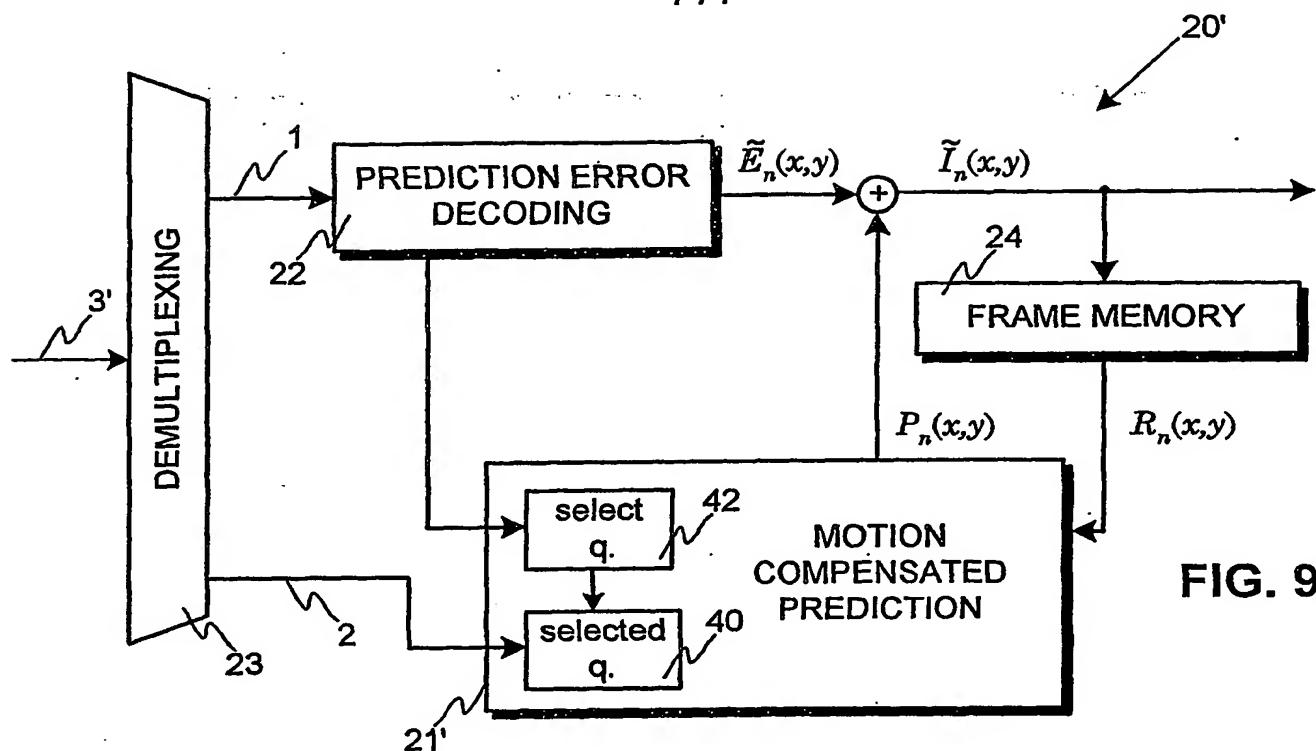 20'
1
PREDICTION ERROR
DECODING
Ẽₙ(x,y)
+
Ĩₙ(x,y)
22
24
FRAME MEMORY
3'
DEMULTIPLEXING
Pₙ(x,y)
Rₙ(x,y)
select
q.
42
MOTION
COMPENSATED
PREDICTION
FIG. 9
2
selected
q.
40
23
21'